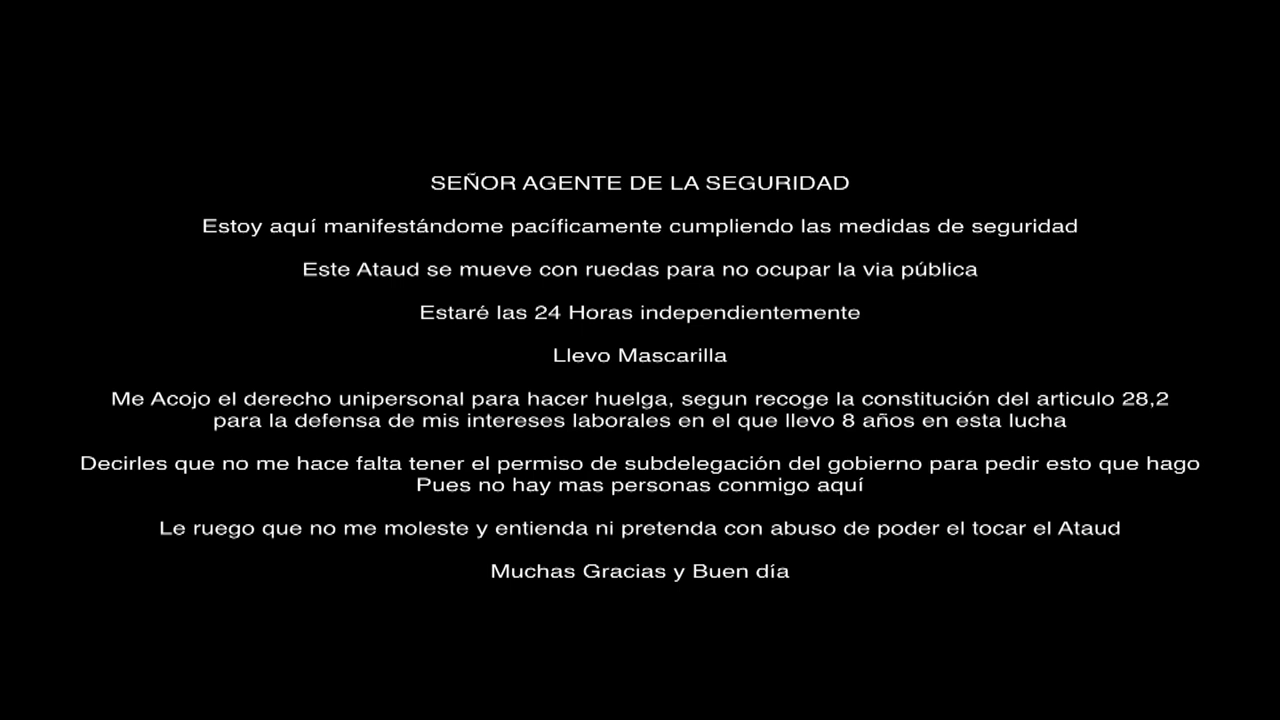 SEÑOR AGENTE DE LA SEGURIDAD
Estoy aquí manifestándome pacíficamente cumpliendo las medidas de seguridad
Este Ataud se mueve con ruedas para no ocupar la via pública
Estaré las 24 Horas independientemente
Llevo Mascarilla
Me Acojo el derecho unipersonal para hacer huelga, segun recoge la constitución del articulo 28,2
para la defensa de mis intereses laborales en el que llevo 8 años en esta lucha
Decirles que no me hace falta tener el permiso de subdelegación del gobierno para pedir esto que hago
Pues no hay mas personas conmigo aquí
Le ruego que no me moleste y entienda ni pretenda con abuso de poder el tocar el Ataud
Muchas Gracias y Buen día